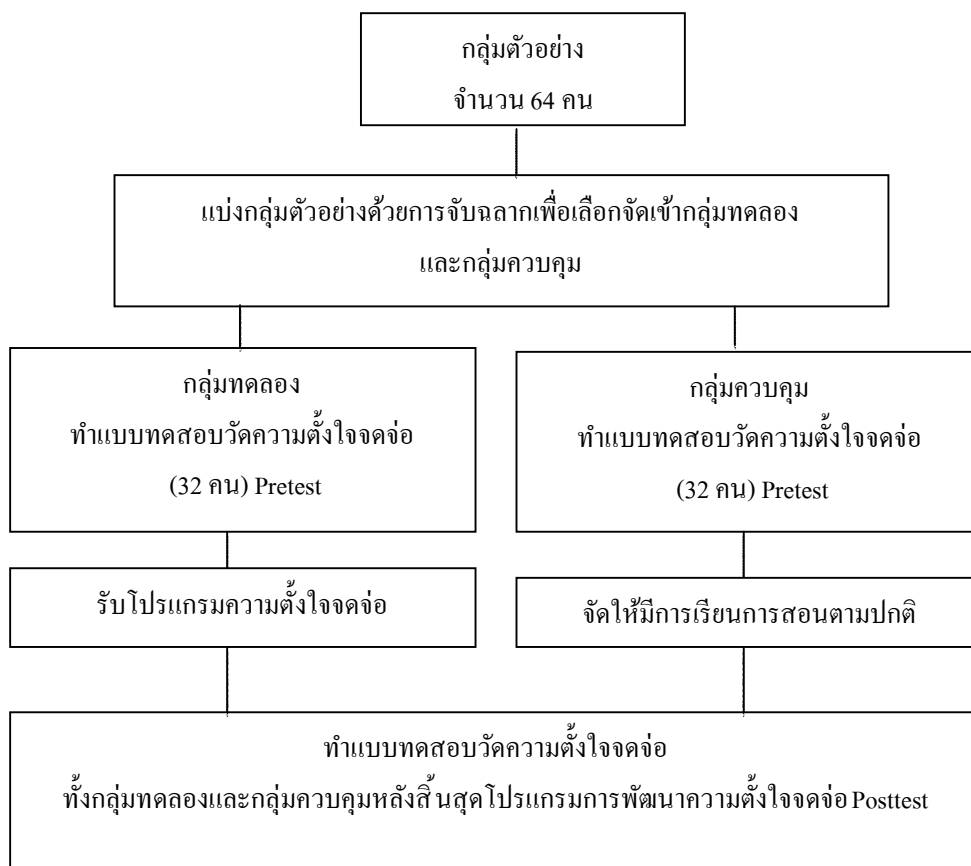 กลุ่มตัวอย่าง
จำนวน 64 คน
แบ่งกลุ่มตัวอย่างด้วยการจับฉลากเพื่อเลือกจัดเข้ากลุ่มทดลอง
และกลุ่มควบคุม
กลุ่มทดลอง
ทำแบบทดสอบวัดความตั้งใจจดจ่อ
(32 คน) Pretest
กลุ่มควบคุม
ทำแบบทดสอบวัดความตั้งใจจดจ่อ
(32 คน) Pretest
รับโปรแกรมความตั้งใจจดจ่อ
จัดให้มีการเรียนการสอนตามปกติ
ทำแบบทดสอบวัดความตั้งใจจดจ่อ
ทั้งกลุ่มทดลองและกลุ่มควบคุมหลังสิ้นสุดโปรแกรมการพัฒนาความตั้งใจจดจ่อ Posttest